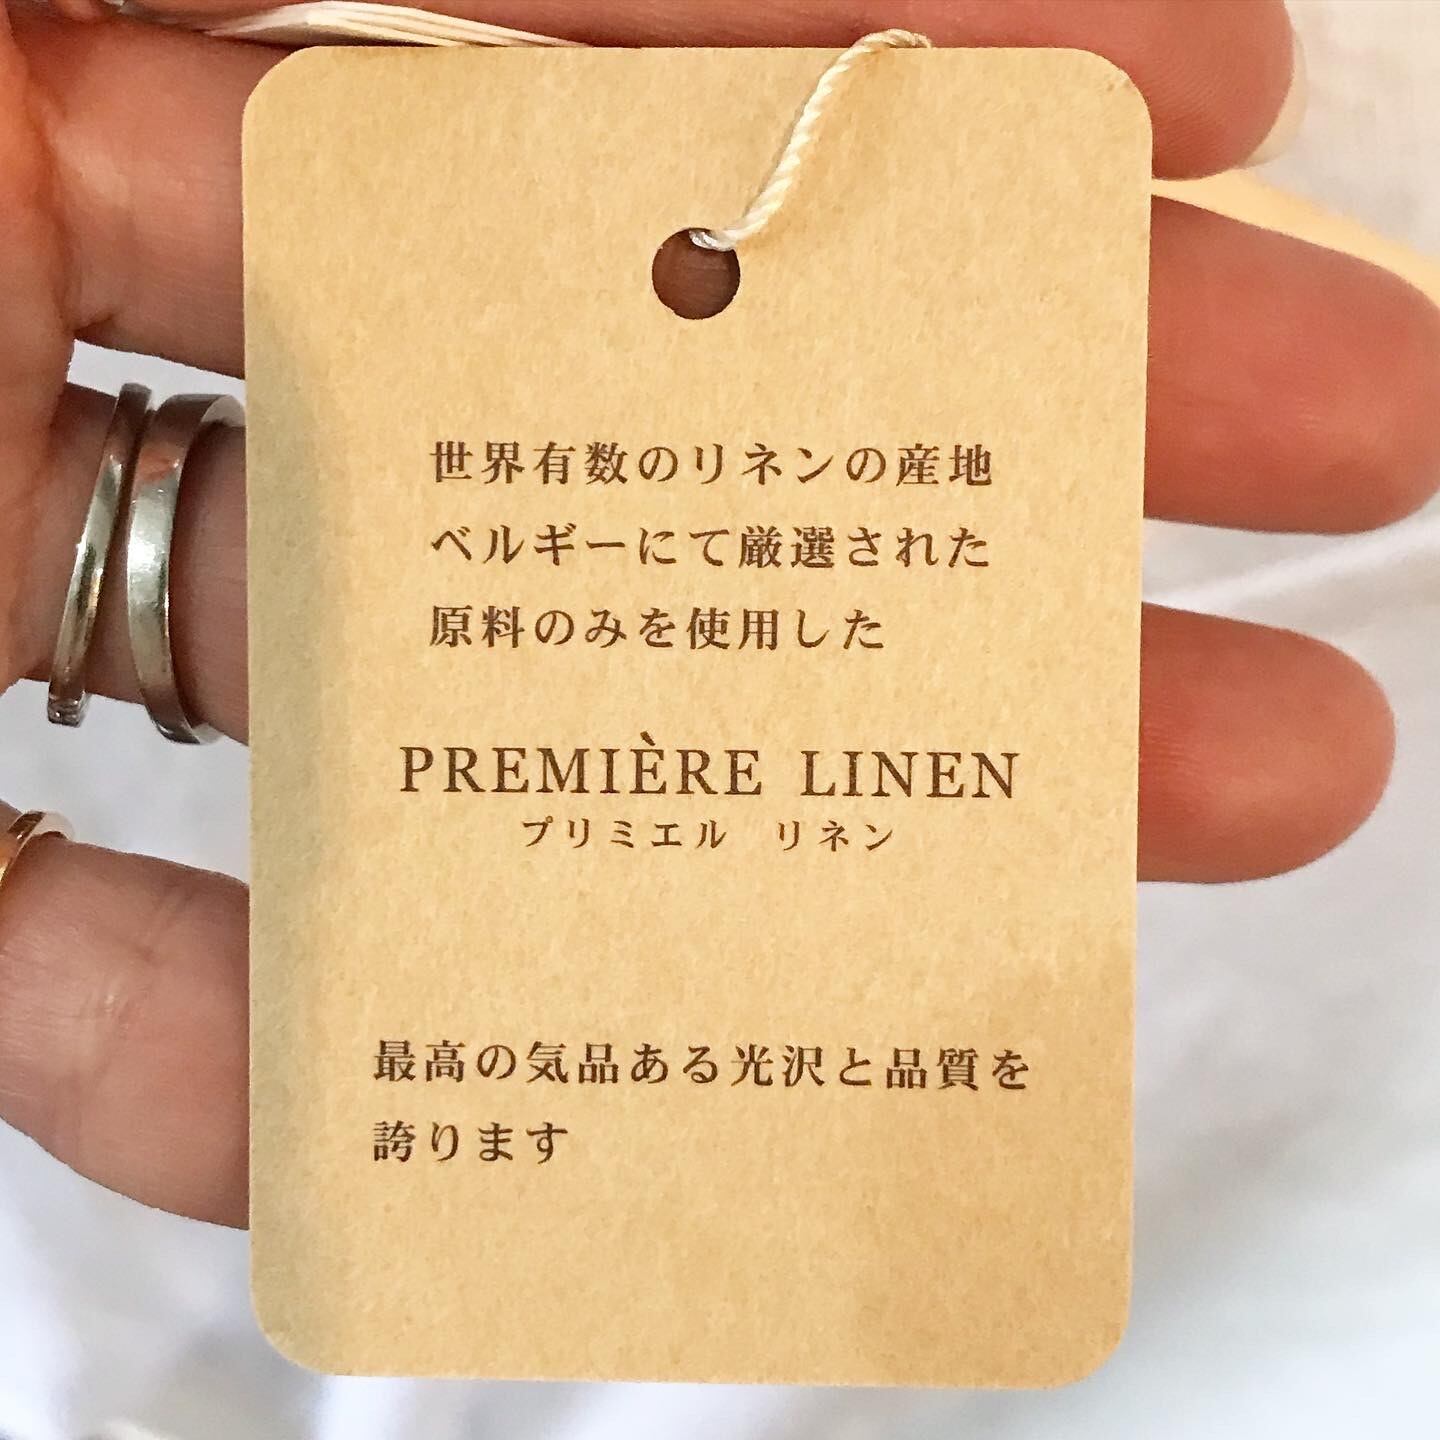 世界有数のリネンの産地
ベルギーにて厳選された
原料のみを使用した
PREMIÈRE LINEN
プリミエル リネン
最高の気品ある光沢と品質を
誇ります